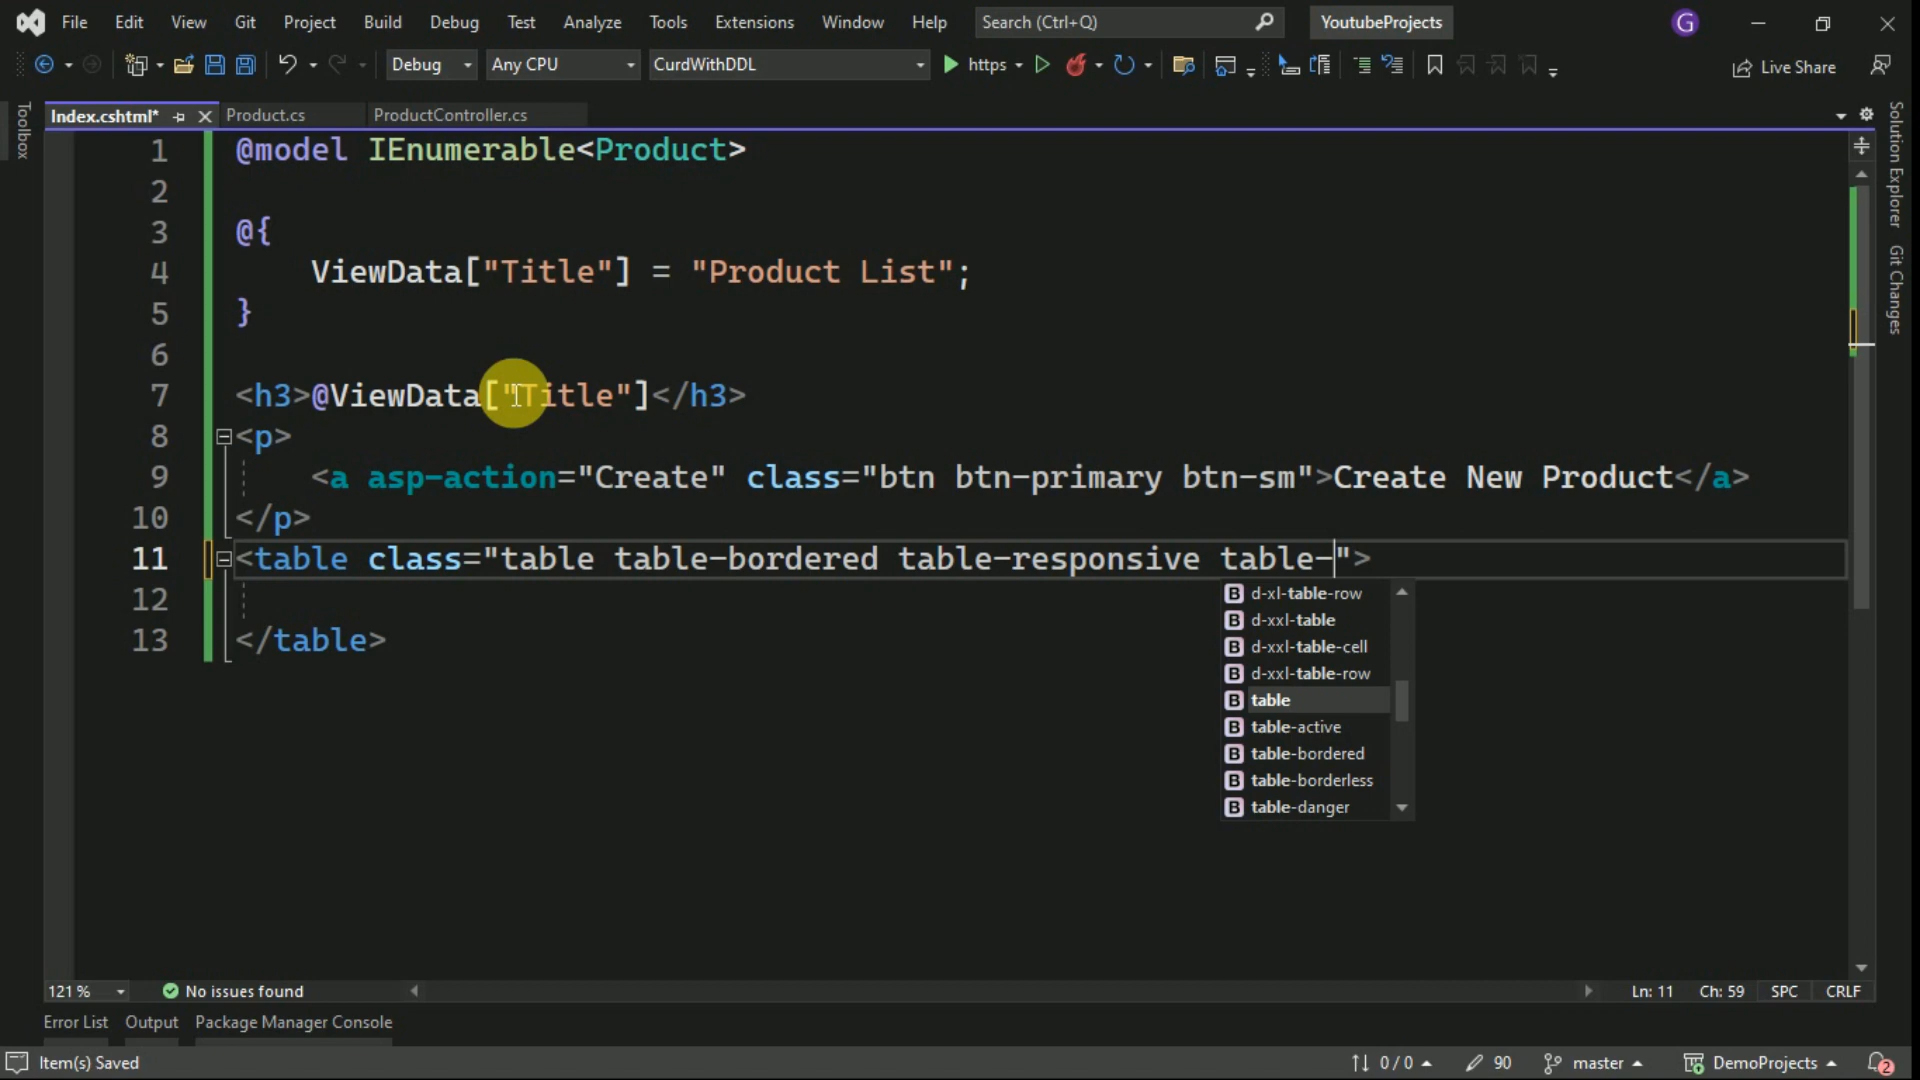 File Edit View Git Project Build Debug Test Analyze Tools Extensions Window Help Search (Ctrl+Q) YoutubeProjects G
Debug Any CPU CurdWithDDL https Live Share
Toolbox
Index.cshtml* Product.cs ProductController.cs
Solution Explorer
Git Changes
1 @model IEnumerable<Product>
2
3 @{
4 ViewData["Title"] = "Product List";
5 }
6
7 <h3>@ViewData["Title"]</h3>
8 <p>
9 <a asp-action="Create" class="btn btn-primary btn-sm">Create New Product</a>
10 </p>
11 <table class="table table-bordered table-responsive table-">
12
13 </table>
B d-xl-table-row
B d-xxl-table
B d-xxl-table-cell
B d-xxl-table-row
B table
B table-active
B table-bordered
B table-borderless
B table-danger
121 % No issues found Ln: 11 Ch: 59 SPC CRLF
Error List Output Package Manager Console
Item(s) Saved 0 / 0 90 master DemoProjects 2